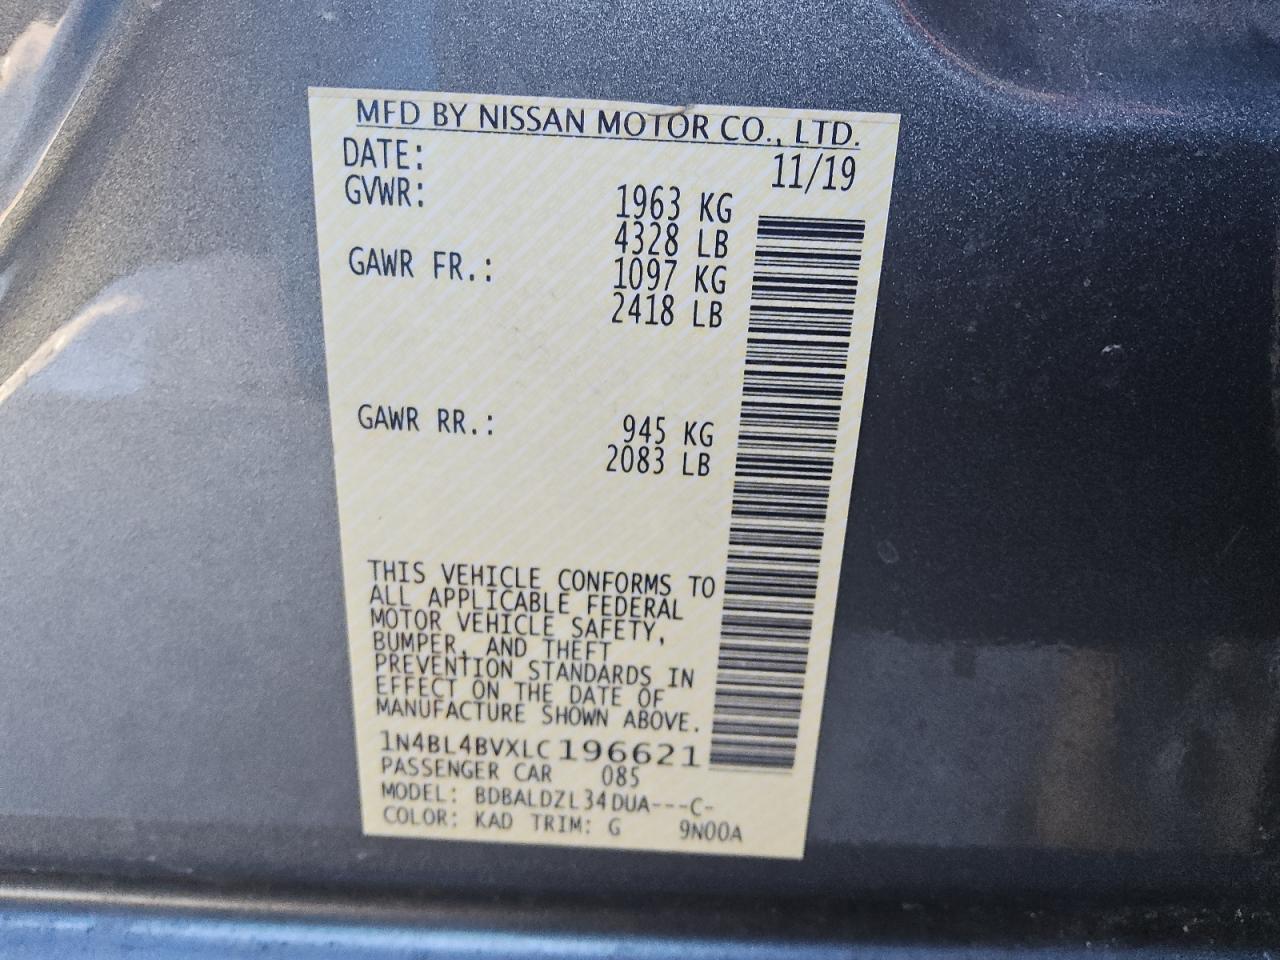 MFD BY NISSAN MOTOR CO., LTD.
DATE: 11/19
GVWR: 1963 KG
4328 LB
GAWR FR.: 1097 KG
2418 LB
GAWR RR.: 945 KG
2083 LB
THIS VEHICLE CONFORMS TO
ALL APPLICABLE FEDERAL
MOTOR VEHICLE SAFETY,
BUMPER, AND THEFT
PREVENTION STANDARDS IN
EFFECT ON THE DATE OF
MANUFACTURE SHOWN ABOVE.
1N4BL4BVXLC196621
PASSENGER CAR 085
MODEL: BDBALDZL34DUA---C-
COLOR: KAD TRIM: G 9N00A